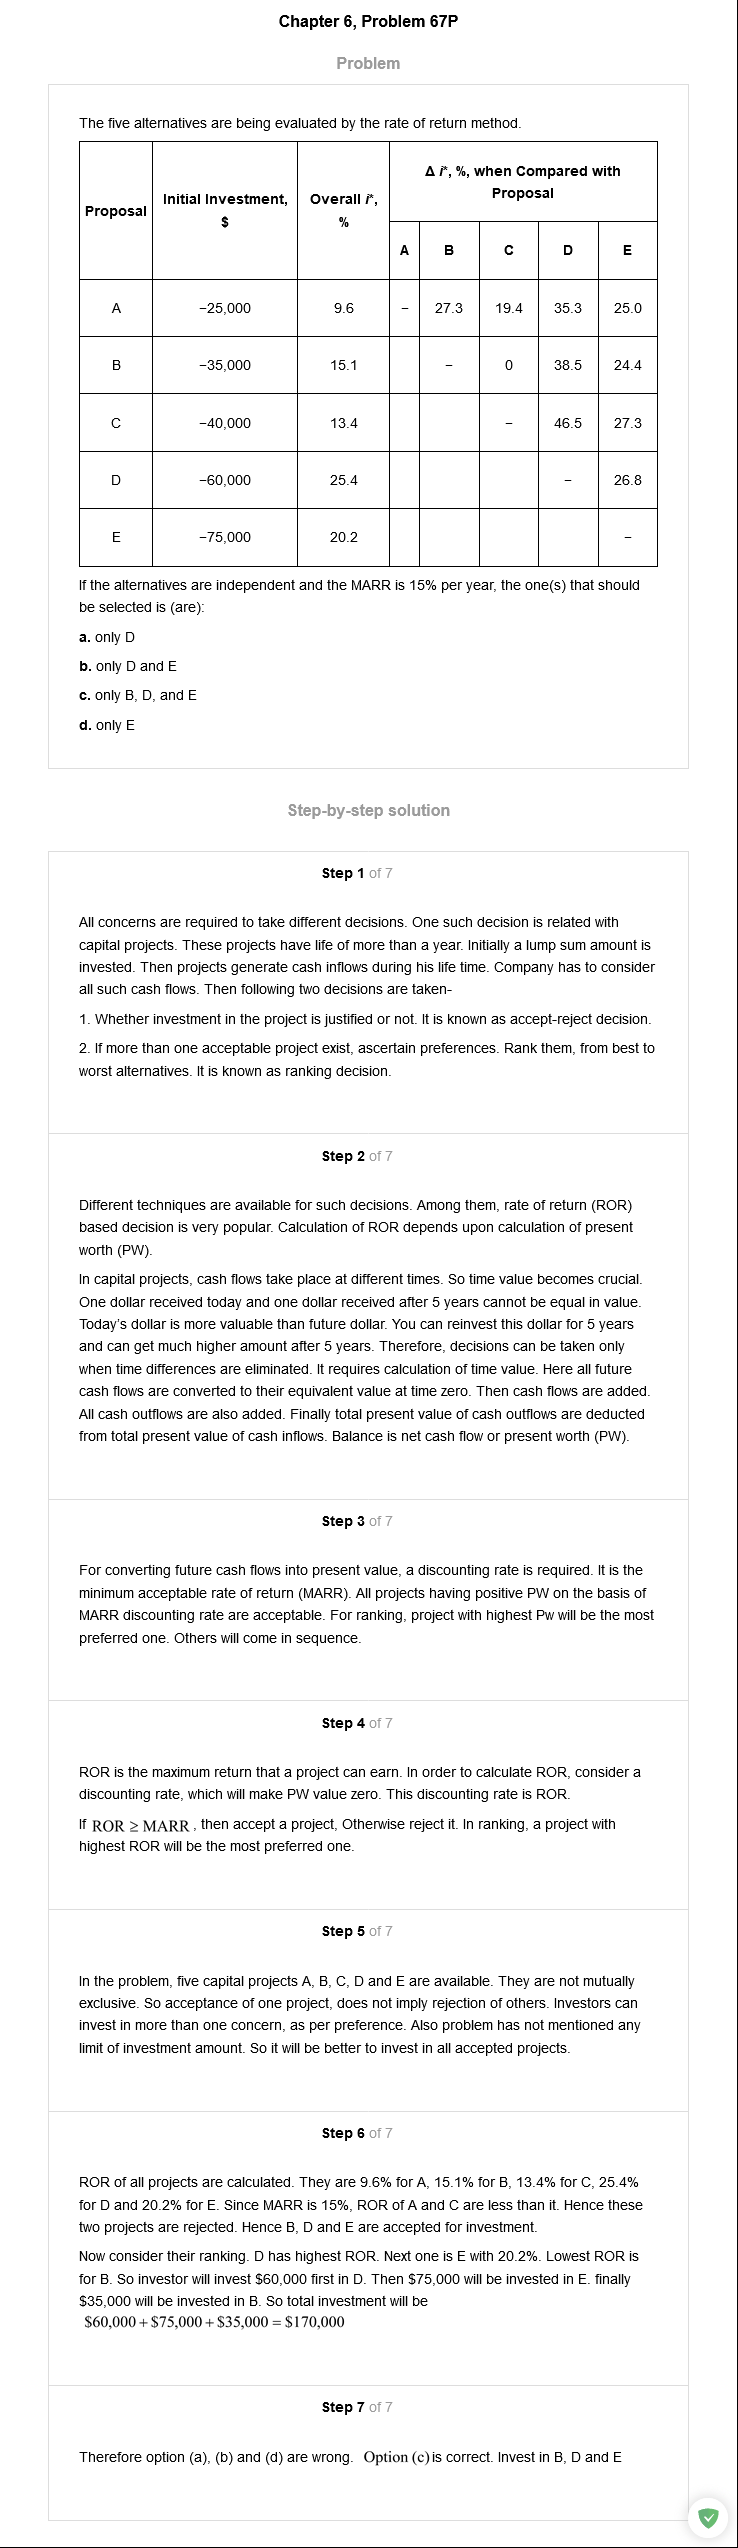 Chapter 6, Problem 67P
Problem
The five alternatives are being evaluated by the rate of return method.
Δ i*, %, when Compared with
Proposal
Proposal
Initial Investment,
$
Overall i*,
%
A B C D E
A −25,000 9.6 – 27.3 19.4 35.3 25.0
B −35,000 15.1 – 0 38.5 24.4
C −40,000 13.4 – 46.5 27.3
D −60,000 25.4 – 26.8
E −75,000 20.2 –
If the alternatives are independent and the MARR is 15% per year, the one(s) that should
be selected is (are):
a. only D
b. only D and E
c. only B, D, and E
d. only E
Step-by-step solution
Step 1 of 7
All concerns are required to take different decisions. One such decision is related with
capital projects. These projects have life of more than a year. Initially a lump sum amount is
invested. Then projects generate cash inflows during his life time. Company has to consider
all such cash flows. Then following two decisions are taken-
1. Whether investment in the project is justified or not. It is known as accept-reject decision.
2. If more than one acceptable project exist, ascertain preferences. Rank them, from best to
worst alternatives. It is known as ranking decision.
Step 2 of 7
Different techniques are available for such decisions. Among them, rate of return (ROR)
based decision is very popular. Calculation of ROR depends upon calculation of present
worth (PW).
In capital projects, cash flows take place at different times. So time value becomes crucial.
One dollar received today and one dollar received after 5 years cannot be equal in value.
Today's dollar is more valuable than future dollar. You can reinvest this dollar for 5 years
and can get much higher amount after 5 years. Therefore, decisions can be taken only
when time differences are eliminated. It requires calculation of time value. Here all future
cash flows are converted to their equivalent value at time zero. Then cash flows are added.
All cash outflows are also added. Finally total present value of cash outflows are deducted
from total present value of cash inflows. Balance is net cash flow or present worth (PW).
Step 3 of 7
For converting future cash flows into present value, a discounting rate is required. It is the
minimum acceptable rate of return (MARR). All projects having positive PW on the basis of
MARR discounting rate are acceptable. For ranking, project with highest Pw will be the most
preferred one. Others will come in sequence.
Step 4 of 7
ROR is the maximum return that a project can earn. In order to calculate ROR, consider a
discounting rate, which will make PW value zero. This discounting rate is ROR.
If ROR ≥ MARR , then accept a project, Otherwise reject it. In ranking, a project with
highest ROR will be the most preferred one.
Step 5 of 7
In the problem, five capital projects A, B, C, D and E are available. They are not mutually
exclusive. So acceptance of one project, does not imply rejection of others. Investors can
invest in more than one concern, as per preference. Also problem has not mentioned any
limit of investment amount. So it will be better to invest in all accepted projects.
Step 6 of 7
ROR of all projects are calculated. They are 9.6% for A, 15.1% for B, 13.4% for C, 25.4%
for D and 20.2% for E. Since MARR is 15%, ROR of A and C are less than it. Hence these
two projects are rejected. Hence B, D and E are accepted for investment.
Now consider their ranking. D has highest ROR. Next one is E with 20.2%. Lowest ROR is
for B. So investor will invest $60,000 first in D. Then $75,000 will be invested in E. finally
$35,000 will be invested in B. So total investment will be
$60,000 + $75,000 + $35,000 = $170,000
Step 7 of 7
Therefore option (a), (b) and (d) are wrong. Option (c) is correct. Invest in B, D and E